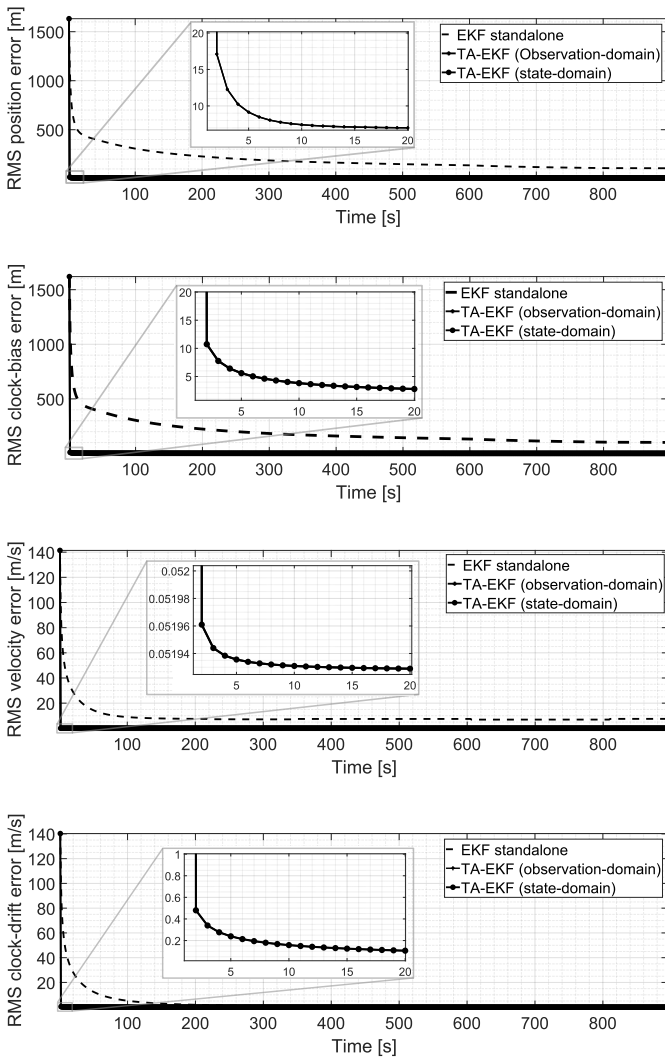 RMS position error [m]
1500
1000
500
20
15
10
5
10
15
20
EKF standalone
TA-EKF (Observation-domain)
TA-EKF (state-domain)
100 200 300 400 500 600 700 800
Time [s]
RMS clock-bias error [m]
1500
1000
500
20
15
10
5
5
10
15
20
EKF standalone
TA-EKF (observation-domain)
TA-EKF (state-domain)
100 200 300 400 500 600 700 800
Time [s]
RMS velocity error [m/s]
140
120
100
80
60
40
20
0.052
0.05198
0.05196
0.05194
5
10
15
20
EKF standalone
TA-EKF (observation-domain)
TA-EKF (state-domain)
100 200 300 400 500 600 700 800
Time [s]
RMS clock-drift error [m/s]
140
120
100
80
60
40
20
1
0.8
0.6
0.4
0.2
5
10
15
20
EKF standalone
TA-EKF (observation-domain)
TA-EKF (state-domain)
100 200 300 400 500 600 700 800
Time [s]